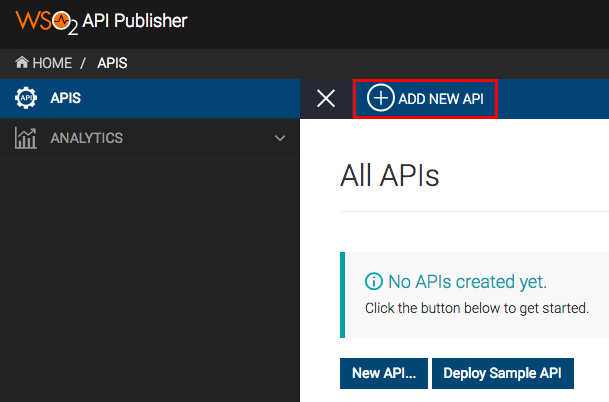 WSO2 API Publisher
HOME / APIS
API APIS
ADD NEW API
ANALYTICS
All APIs
No APIs created yet.
Click the button below to get started.
New API... Deploy Sample API